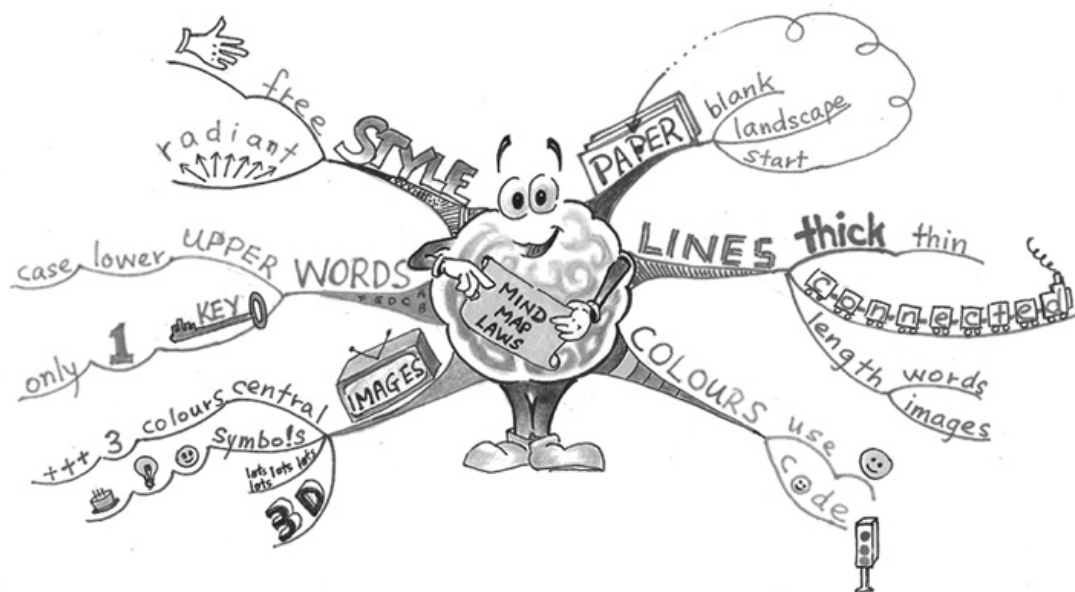 MIND
MAP
LAWS
PAPER
blank
landscape
start
LINES
thick
thin
connected
length
words
images
COLOURS
use
code
IMAGES
central
colours
3
+++
symbols
lots lots lots
lots
3D
WORDS
A
F E D C B
UPPER
lower
case
KEY
1
only
STYLE
free
radiant